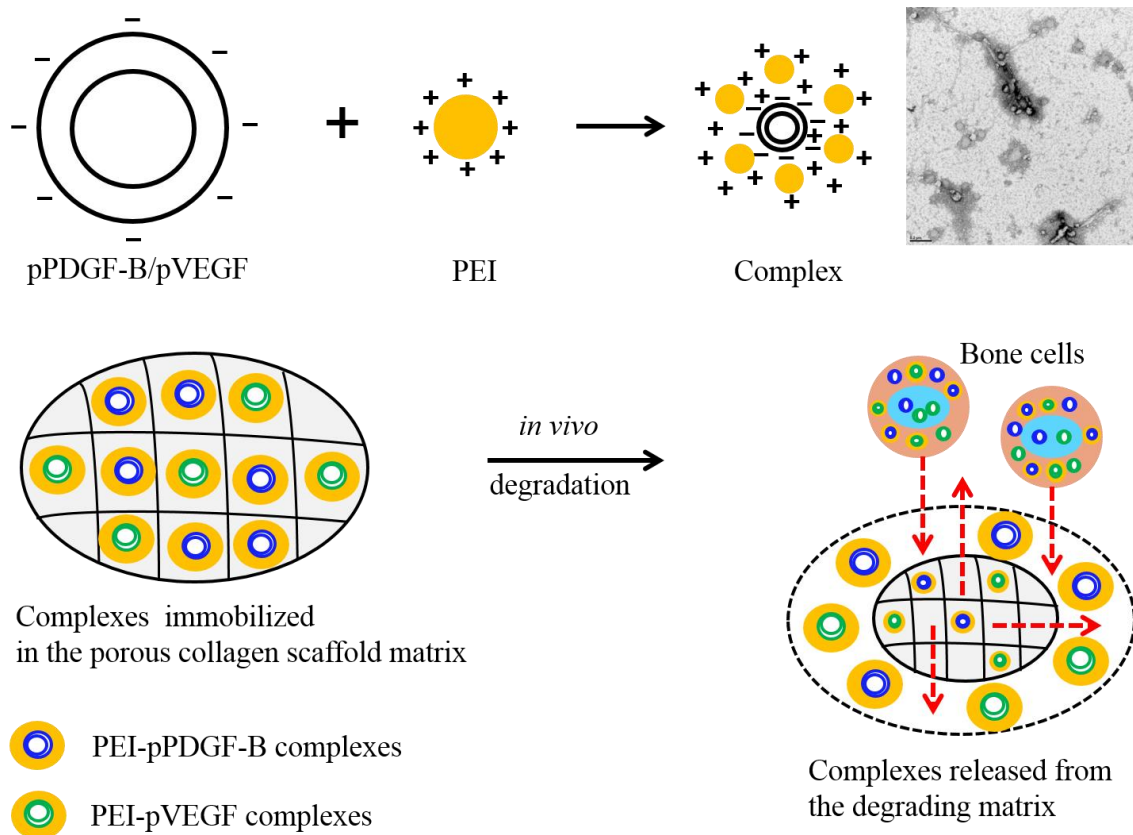 pPDGF-B/pVEGF
+
PEI
Complex
Bone cells
in vivo
degradation
Complexes immobilized
in the porous collagen scaffold matrix
PEI-pPDGF-B complexes
PEI-pVEGF complexes
Complexes released from
the degrading matrix